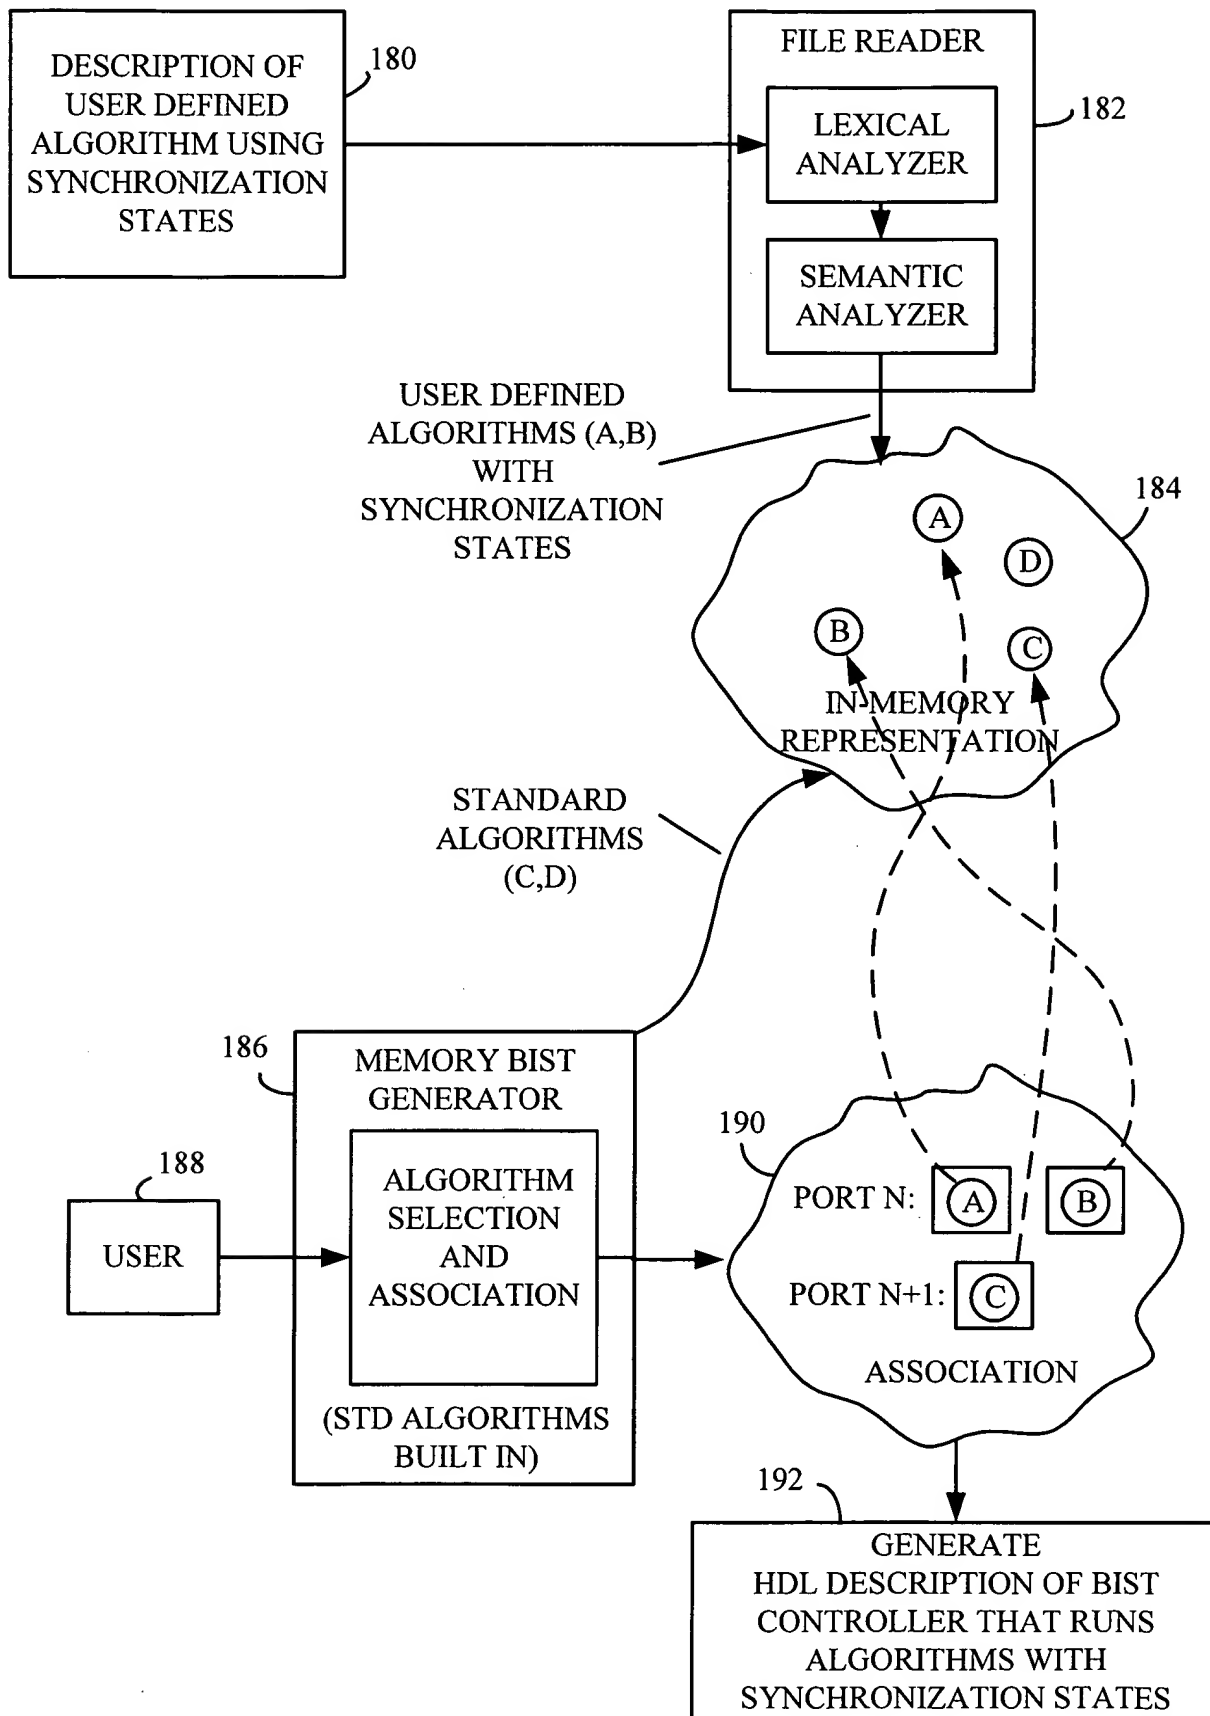 DESCRIPTION OF
USER DEFINED
ALGORITHM USING
SYNCHRONIZATION
STATES
180
FILE READER
LEXICAL
ANALYZER
182
SEMANTIC
ANALYZER
USER DEFINED
ALGORITHMS (A,B)
WITH
SYNCHRONIZATION
STATES
184
A
D
B
C
IN-MEMORY
REPRESENTATION
STANDARD
ALGORITHMS
(C,D)
186
MEMORY BIST
GENERATOR
ALGORITHM
SELECTION
AND
ASSOCIATION
(STD ALGORITHMS
BUILT IN)
188
USER
190
PORT N: A B
PORT N+1: C
ASSOCIATION
192
GENERATE
HDL DESCRIPTION OF BIST
CONTROLLER THAT RUNS
ALGORITHMS WITH
SYNCHRONIZATION STATES